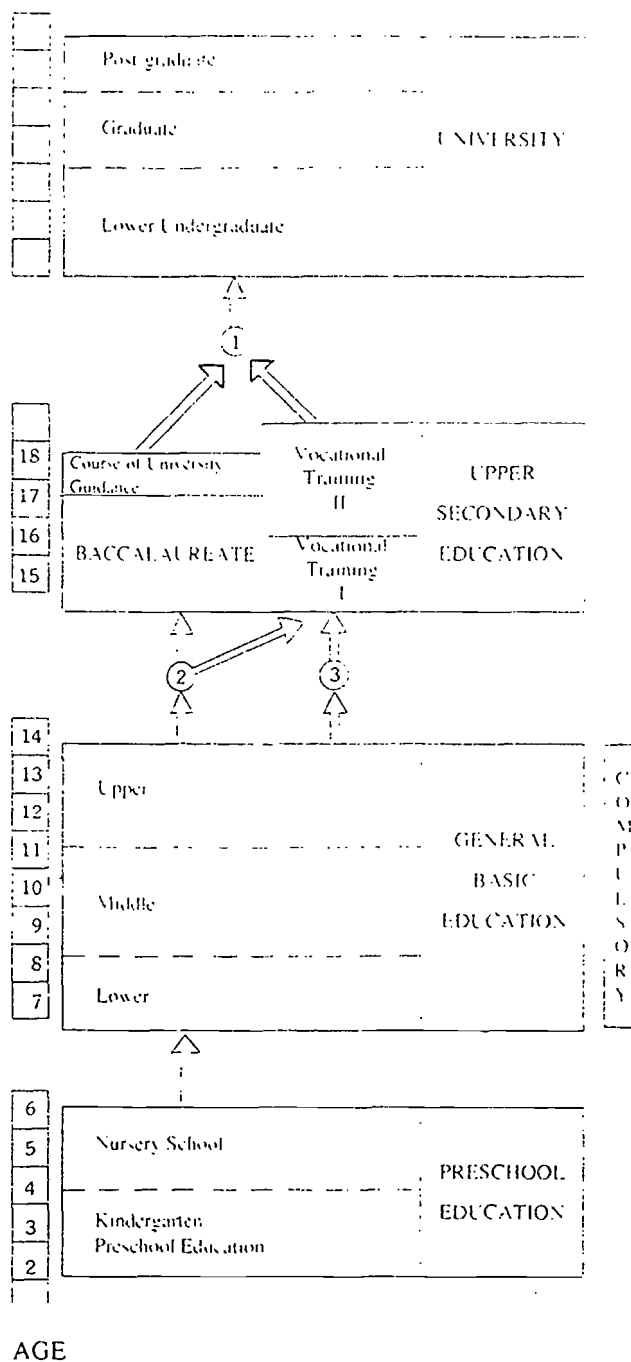 Post-graduate
Graduate
UNIVERSITY
Lower Undergraduate
1
18
17
16
15
Course of University
Guidance
BACCALAUREATE
Vocational
Training
II
Vocational
Training
I
UPPER
SECONDARY
EDUCATION
2
3
14
13
12
11
10
9
8
7
Upper
Middle
Lower
GENERAL
BASIC
EDUCATION
COMPULSORY
6
5
4
3
2
Nursery School
Kindergarten
Preschool Education
PRESCHOOL
EDUCATION
AGE